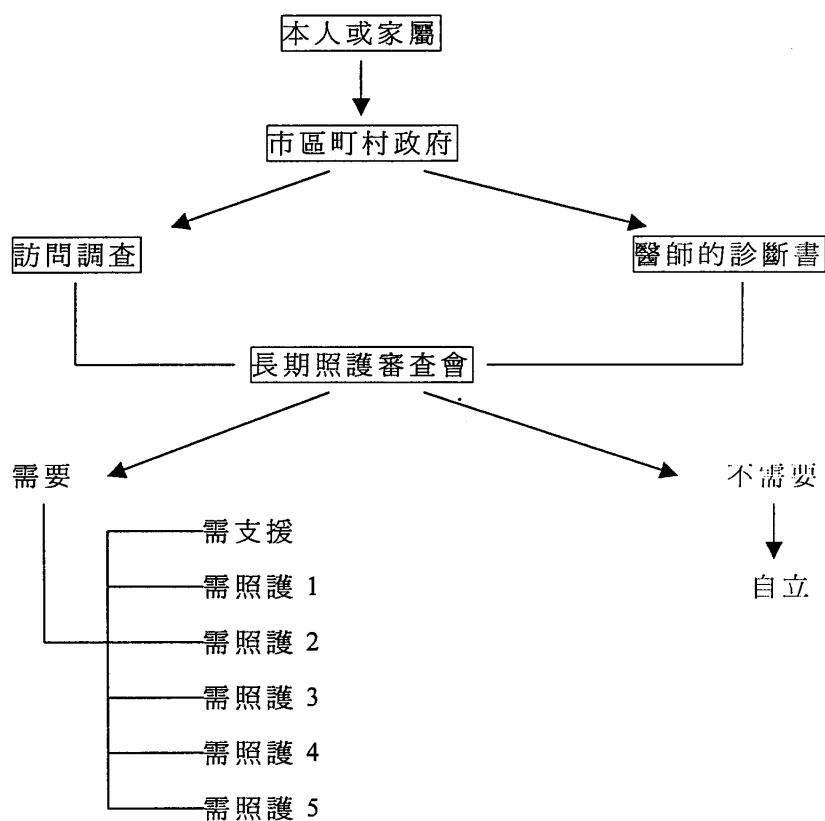 本人或家屬
市區町村政府
訪問調查
醫師的診斷書
長期照護審查會
需要
不需要
需支援
自立
需照護 1
需照護 2
需照護 3
需照護 4
需照護 5